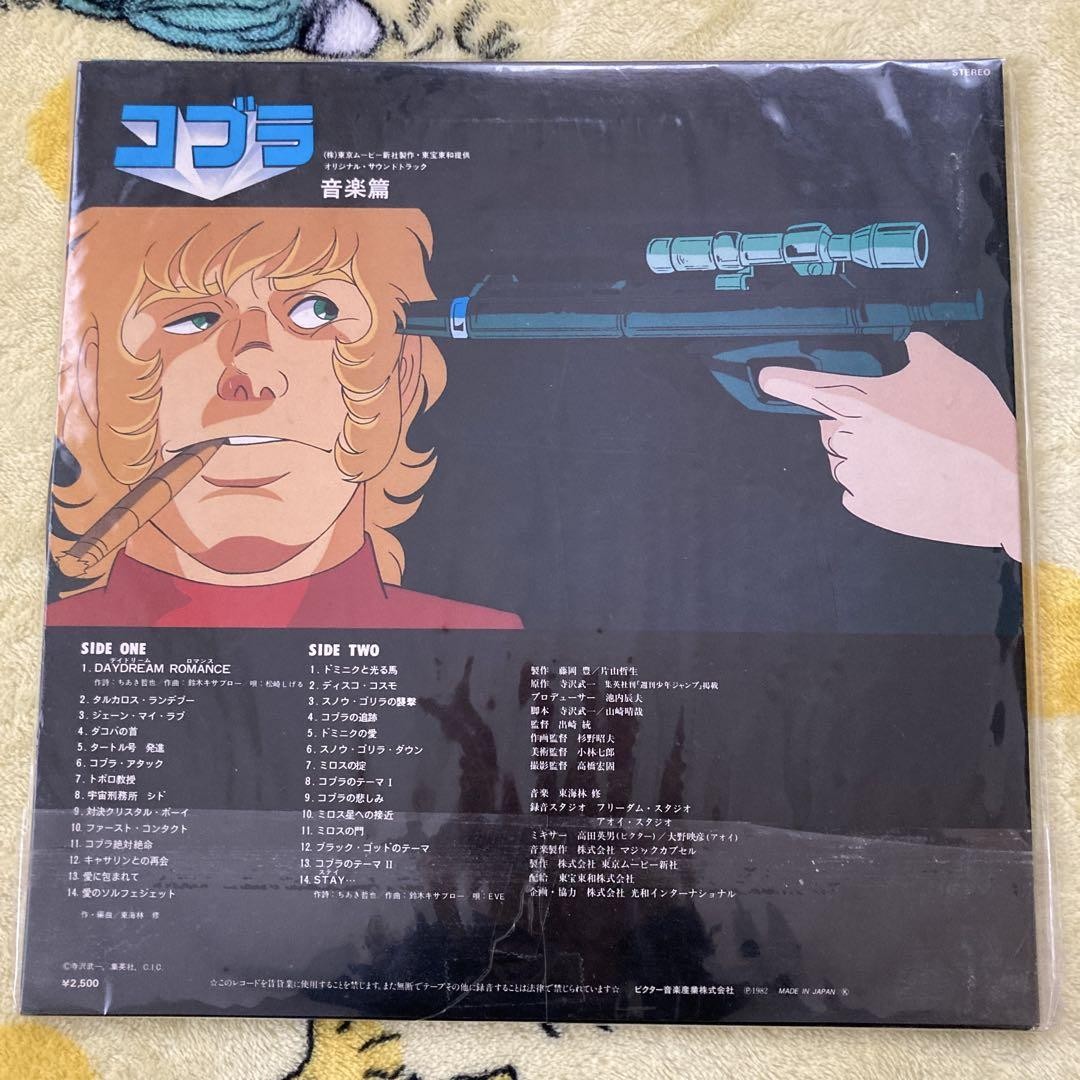 STEREO
コブラ
(株)東京ムービー新社製作・東宝東和提供
オリジナル・サウンドトラック
音楽篇
SIDE ONE
デイドリーム ロマンス
1. DAYDREAM ROMANCE
作詩:ちあき哲也/作曲:鈴木キサブロー 唄:松崎しげる
2. タルカロス・ランデブー
3. ジェーン・マイ・ラブ
4. ダコバの首
5. タートル号 発進
6. コブラ・アタック
7. トポロ教授
8. 宇宙刑務所 シド
9. 対決クリスタル・ボーイ
10. ファースト・コンタクト
11. コブラ絶対絶命
12. キャサリンとの再会
13. 愛に包まれて
14. 愛のソルフェジェット
作・編曲/東海林 修
SIDE TWO
1. ドミニクと光る馬
2. ディスコ・コスモ
3. スノウ・ゴリラの襲撃
4. コブラの追跡
5. ドミニクの愛
6. スノウ・ゴリラ・ダウン
7. ミロスの掟
8. コブラのテーマ I
9. コブラの悲しみ
10. ミロス星への接近
11. ミロスの門
12. ブラック・ゴッドのテーマ
13. コブラのテーマ II
ステイ
14. STAY…
作詩:ちあき哲也 作曲:鈴木キサブロー 唄:EVE
製作 藤岡 豊/片山哲生
原作 寺沢武一 集英社刊「週刊少年ジャンプ」掲載
プロデューサー 池内辰夫
脚本 寺沢武一/山崎晴哉
監督 出崎 統
作画監督 杉野昭夫
美術監督 小林七郎
撮影監督 高橋宏固
音楽 東海林 修
録音スタジオ フリーダム・スタジオ
アオイ・スタジオ
ミキサー 高田英男(ビクター)/大野映彦(アオイ)
音楽製作 株式会社 マジックカプセル
製作 株式会社 東京ムービー新社
配給 東宝東和株式会社
企画・協力 株式会社 光和インターナショナル
©寺沢武一、集英社、C.I.C.
¥2,500
☆このレコードを賃貸業に使用することを禁じます。また無断でテープその他に録音することは法律で禁じられています☆
ビクター音楽産業株式会社 ℗1982 MADE IN JAPAN Ⓚ